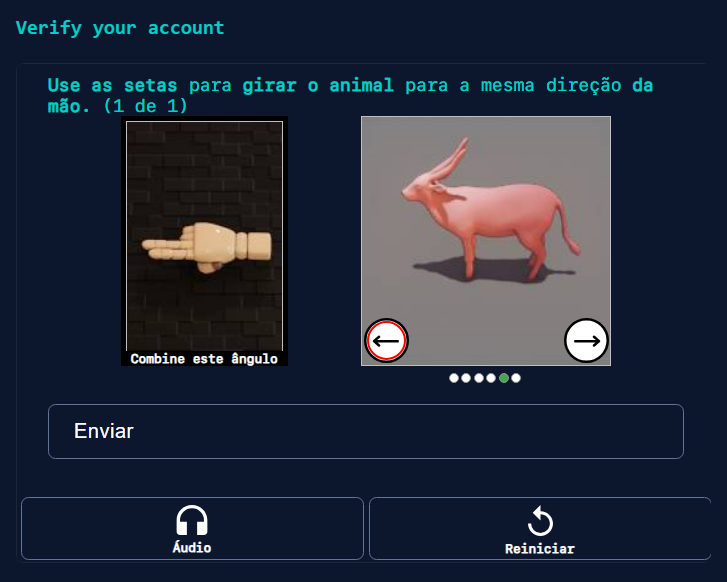 Verify your account
Use as setas para girar o animal para a mesma direção da
mão. (1 de 1)
Combine este ângulo
Enviar
Áudio
Reiniciar